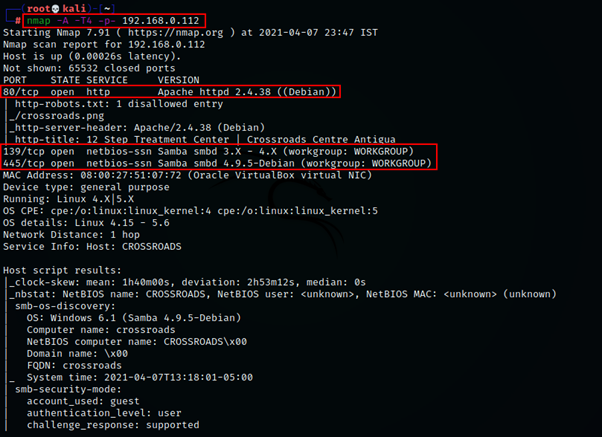 ┌──(root💀kali)-[~]
└─# nmap -A -T4 -p- 192.168.0.112
Starting Nmap 7.91 ( https://nmap.org ) at 2021-04-07 23:47 IST
Nmap scan report for 192.168.0.112
Host is up (0.00026s latency).
Not shown: 65532 closed ports
PORT    STATE SERVICE     VERSION
80/tcp  open  http        Apache httpd 2.4.38 ((Debian))
| http-robots.txt: 1 disallowed entry
|_/crossroads.png
|_http-server-header: Apache/2.4.38 (Debian)
|_http-title: 12 Step Treatment Center | Crossroads Centre Antigua
139/tcp open  netbios-ssn Samba smbd 3.X - 4.X (workgroup: WORKGROUP)
445/tcp open  netbios-ssn Samba smbd 4.9.5-Debian (workgroup: WORKGROUP)
MAC Address: 08:00:27:51:07:72 (Oracle VirtualBox virtual NIC)
Device type: general purpose
Running: Linux 4.X|5.X
OS CPE: cpe:/o:linux:linux_kernel:4 cpe:/o:linux:linux_kernel:5
OS details: Linux 4.15 - 5.6
Network Distance: 1 hop
Service Info: Host: CROSSROADS

Host script results:
|_clock-skew: mean: 1h40m00s, deviation: 2h53m12s, median: 0s
|_nbstat: NetBIOS name: CROSSROADS, NetBIOS user: <unknown>, NetBIOS MAC: <unknown> (unknown)
| smb-os-discovery:
|   OS: Windows 6.1 (Samba 4.9.5-Debian)
|   Computer name: crossroads
|   NetBIOS computer name: CROSSROADS\x00
|   Domain name: \x00
|   FQDN: crossroads
|_  System time: 2021-04-07T13:18:01-05:00
| smb-security-mode:
|   account_used: guest
|   authentication_level: user
|   challenge_response: supported